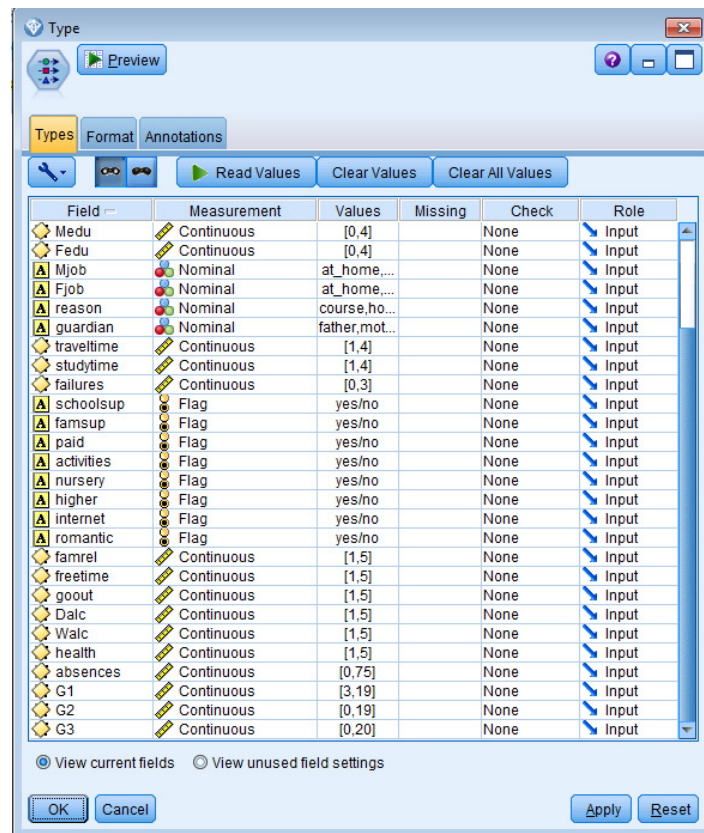 Type
Preview
Types Format Annotations
Read Values Clear Values Clear All Values
Field Measurement Values Missing Check Role
Medu Continuous [0,4] None Input
Fedu Continuous [0,4] None Input
A Mjob Nominal at_home,... None Input
A Fjob Nominal at_home,... None Input
A reason Nominal course,ho... None Input
A guardian Nominal father,mot... None Input
traveltime Continuous [1,4] None Input
studytime Continuous [1,4] None Input
failures Continuous [0,3] None Input
A schoolsup Flag yes/no None Input
A famsup Flag yes/no None Input
A paid Flag yes/no None Input
A activities Flag yes/no None Input
A nursery Flag yes/no None Input
A higher Flag yes/no None Input
A internet Flag yes/no None Input
A romantic Flag yes/no None Input
famrel Continuous [1,5] None Input
freetime Continuous [1,5] None Input
goout Continuous [1,5] None Input
Dalc Continuous [1,5] None Input
Walc Continuous [1,5] None Input
health Continuous [1,5] None Input
absences Continuous [0,75] None Input
G1 Continuous [3,19] None Input
G2 Continuous [0,19] None Input
G3 Continuous [0,20] None Input
View current fields View unused field settings
OK Cancel Apply Reset